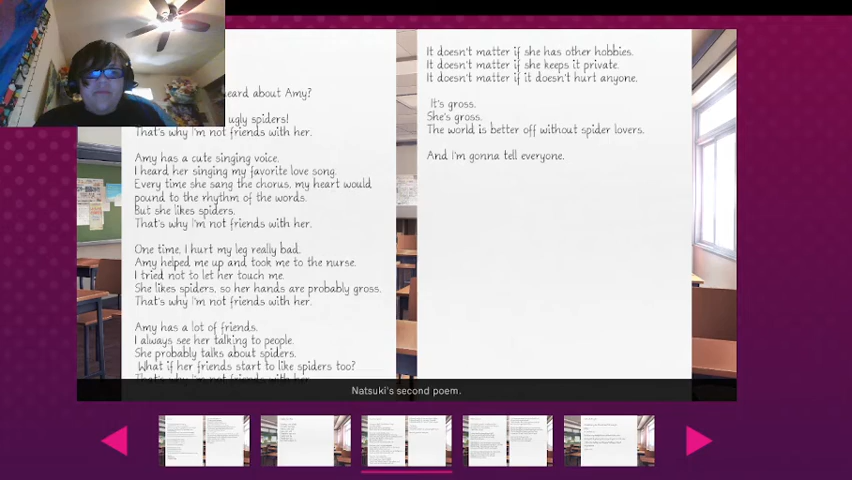 heard about Amy?
ugly spiders!
That's why I'm not friends with her.
Amy has a cute singing voice.
I heard her singing my favorite love song.
Every time she sang the chorus, my heart would
pound to the rhythm of the words.
But she likes spiders.
That's why I'm not friends with her.
One time, I hurt my leg really bad.
Amy helped me up and took me to the nurse.
I tried not to let her touch me.
She likes spiders, so her hands are probably gross.
That's why I'm not friends with her.
Amy has a lot of friends.
I always see her talking to people.
She probably talks about spiders.
What if her friends start to like spiders too?
That's why I'm not friends with her.
It doesn't matter if she has other hobbies.
It doesn't matter if she keeps it private.
It doesn't matter if it doesn't hurt anyone.
It's gross.
She's gross.
The world is better off without spider lovers.
And I'm gonna tell everyone.
Natsuki's second poem.